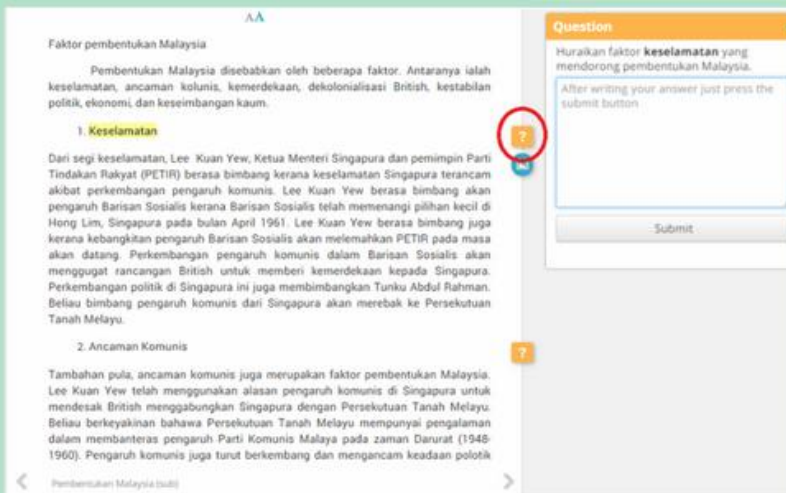 AA
Faktor pembentukan Malaysia
Pembentukan Malaysia disebabkan oleh beberapa faktor. Antaranya ialah
keselamatan, ancaman kolunis, kemerdekaan, dekolonialisasi British, kestabilan
politik, ekonomi, dan keseimbangan kaum.
1. Keselamatan
?
Dari segi keselamatan, Lee Kuan Yew, Ketua Menteri Singapura dan pemimpin Parti
Tindakan Rakyat (PETIR) berasa bimbang kerana keselamatan Singapura terancam
akibat perkembangan pengaruh komunis. Lee Kuan Yew berasa bimbang akan
pengaruh Barisan Sosialis kerana Barisan Sosialis telah memenangi pilihan kecil di
Hong Lim, Singapura pada bulan April 1961. Lee Kuan Yew berasa bimbang juga
kerana kebangkitan pengaruh Barisan Sosialis akan melemahkan PETIR pada masa
akan datang. Perkembangan pengaruh komunis dalam Barisan Sosialis akan
menggugat rancangan British untuk memberi kemerdekaan kepada Singapura.
Perkembangan politik di Singapura ini juga membimbangkan Tunku Abdul Rahman.
Beliau bimbang pengaruh komunis dari Singapura akan merebak ke Persekutuan
Tanah Melayu.
2. Ancaman Komunis
?
Tambahan pula, ancaman komunis juga merupakan faktor pembentukan Malaysia.
Lee Kuan Yew telah menggunakan alasan pengaruh komunis di Singapura untuk
mendesak British menggabungkan Singapura dengan Persekutuan Tanah Melayu.
Beliau berkeyakinan bahawa Persekutuan Tanah Melayu mempunyai pengalaman
dalam membanteras pengaruh Parti Komunis Malaya pada zaman Darurat (1948-
1960). Pengaruh komunis juga turut berkembang dan mengancam keadaan polotik
Pembentukan Malaysia (sub)
Question
Huraikan faktor keselamatan yang
mendorong pembentukan Malaysia.
After writing your answer just press the
submit button
Submit